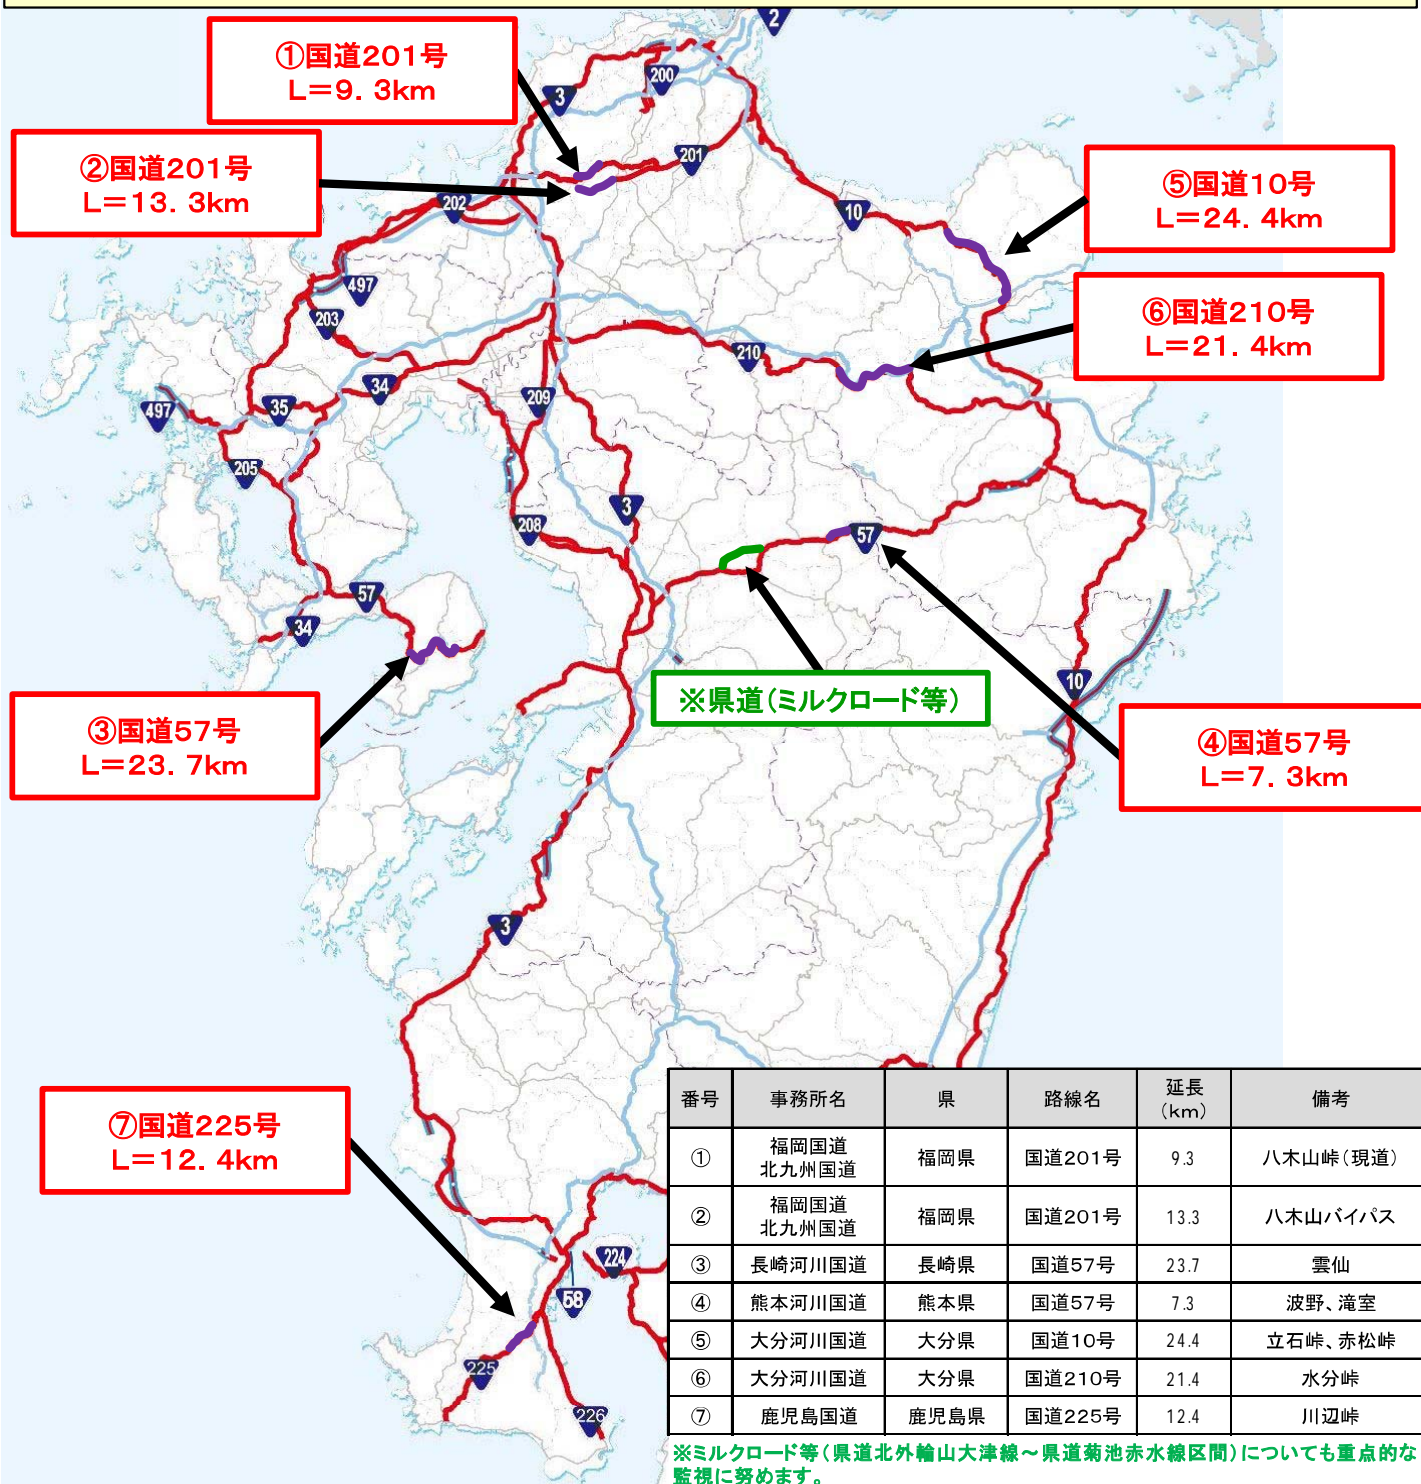 ①国道201号
L=9.3km
②国道201号
L=13.3km
⑤国道10号
L=24.4km
⑥国道210号
L=21.4km
※県道(ミルクロード等)
③国道57号
L=23.7km
④国道57号
L=7.3km
⑦国道225号
L=12.4km
2
3
200
201
202
10
497
203
210
34
35
497
209
205
3
208
57
57
34
10
3
224
58
225
226
番号 事務所名 県 路線名 延長(km) 備考
① 福岡国道 北九州国道 福岡県 国道201号 9.3 八木山峠(現道)
② 福岡国道 北九州国道 福岡県 国道201号 13.3 八木山バイパス
③ 長崎河川国道 長崎県 国道57号 23.7 雲仙
④ 熊本河川国道 熊本県 国道57号 7.3 波野、滝室
⑤ 大分河川国道 大分県 国道10号 24.4 立石峠、赤松峠
⑥ 大分河川国道 大分県 国道210号 21.4 水分峠
⑦ 鹿児島国道 鹿児島県 国道225号 12.4 川辺峠
※ミルクロード等(県道北外輪山大津線~県道菊池赤水線区間)についても重点的な
監視に努めます。